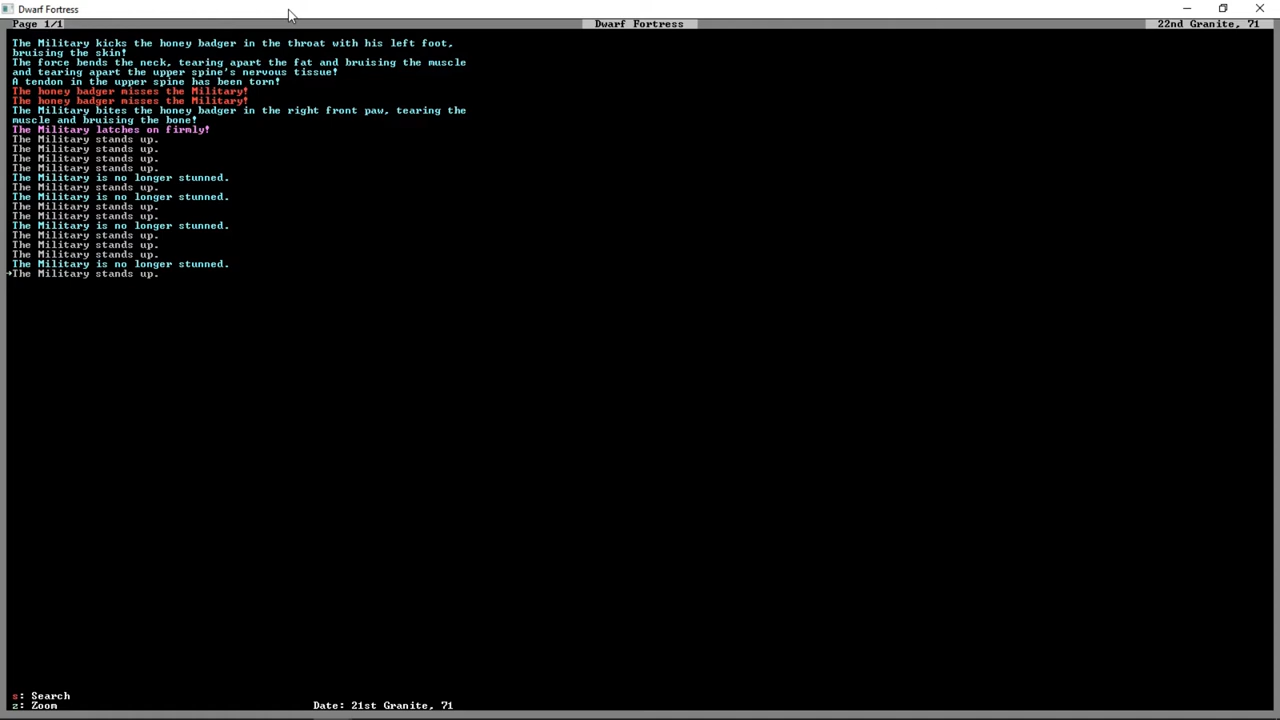 Dwarf Fortress
Page 1/1
Dwarf Fortress
22nd Granite, 71
The Military kicks the honey badger in the throat with his left foot,
bruising the skin!
The force bends the neck, tearing apart the fat and bruising the muscle
and tearing apart the upper spine's nervous tissue!
A tendon in the upper spine has been torn!
The honey badger misses the Military!
The honey badger misses the Military!
The Military bites the honey badger in the right front paw, tearing the
muscle and bruising the bone!
The Military latches on firmly!
The Military stands up.
The Military stands up.
The Military stands up.
The Military stands up.
The Military is no longer stunned.
The Military stands up.
The Military is no longer stunned.
The Military stands up.
The Military stands up.
The Military is no longer stunned.
The Military stands up.
The Military stands up.
The Military stands up.
The Military is no longer stunned.
→The Military stands up.
s: Search
z: Zoom
Date: 21st Granite, 71